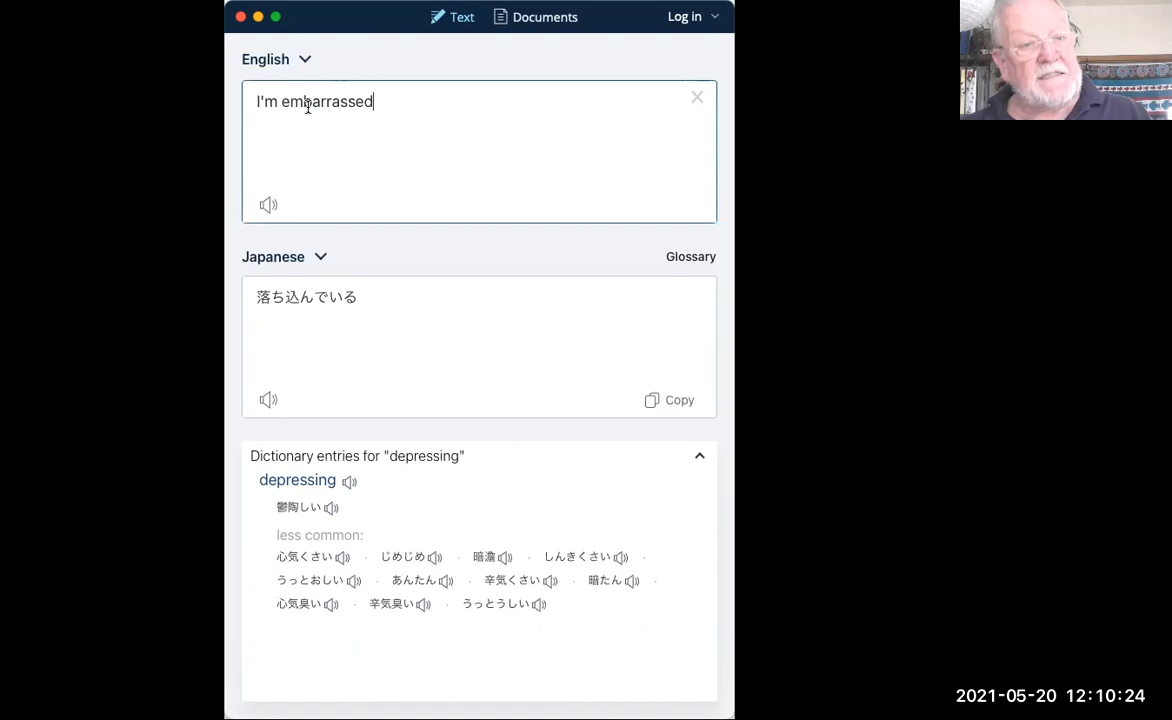 Text Documents Log in
English
I'm embarrassed
Japanese Glossary
落ち込んでいる
Copy
Dictionary entries for "depressing"
depressing
鬱陶しい
less common:
心気くさい · じめじめ · 暗澹 · しんきくさい ·
うっとおしい · あんたん · 辛気くさい · 暗たん ·
心気臭い · 辛気臭い · うっとうしい
2021-05-20 12:10:24